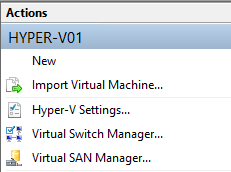 Actions
HYPER-V01
New
Import Virtual Machine...
Hyper-V Settings...
Virtual Switch Manager...
Virtual SAN Manager...